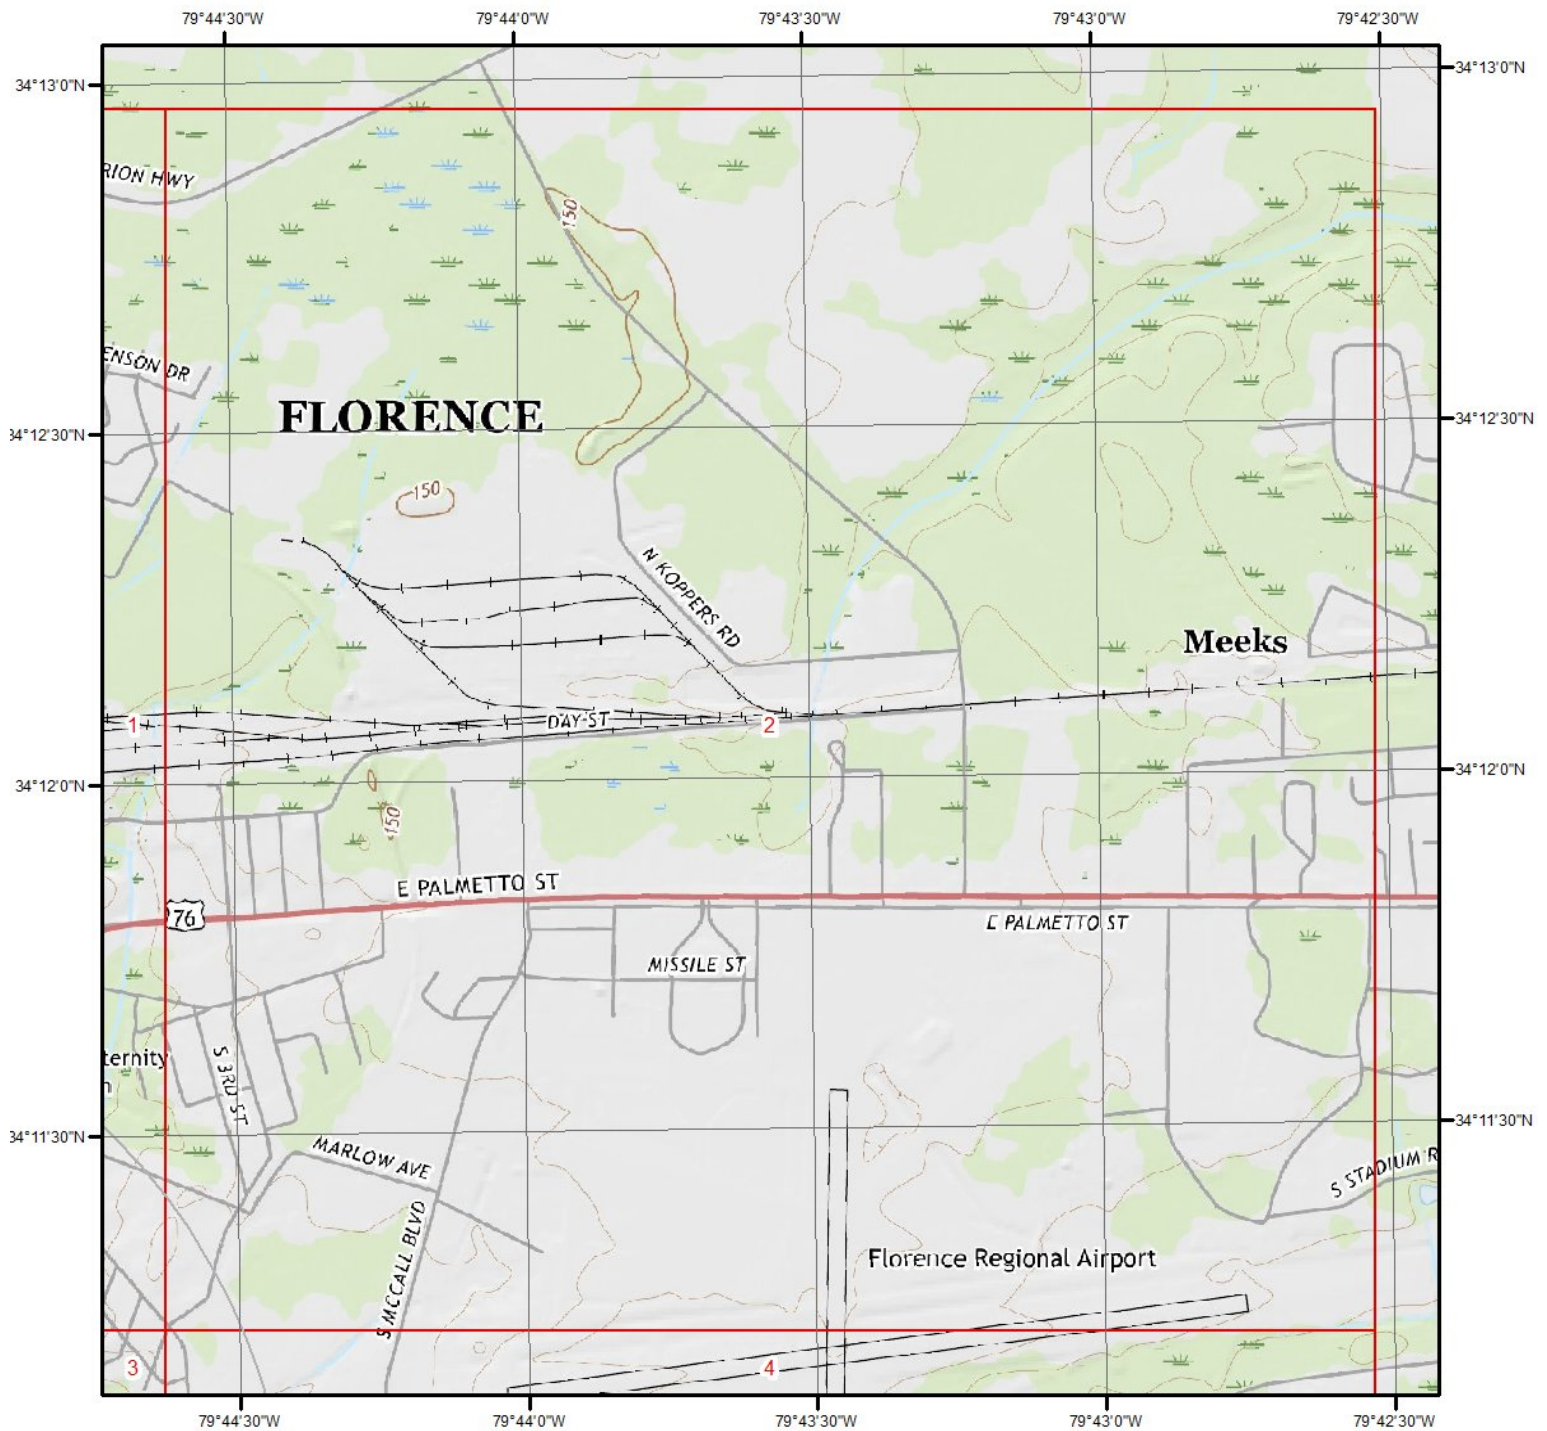 79°44'30"W 79°44'0"W 79°43'30"W 79°43'0"W 79°42'30"W
34°13'0"N 34°13'0"N
RION HWY
150
ENSON DR
FLORENCE
34°12'30"N 34°12'30"N
150
N KOPPERS RD
Meeks
1 DAY ST 2
34°12'0"N 34°12'0"N
150
E PALMETTO ST
76
E PALMETTO ST
MISSILE ST
ternity
n
S 3RD ST
34°11'30"N 34°11'30"N
MARLOW AVE
S STADIUM R
S MCCALL BLVD
Florence Regional Airport
3 4
79°44'30"W 79°44'0"W 79°43'30"W 79°43'0"W 79°42'30"W